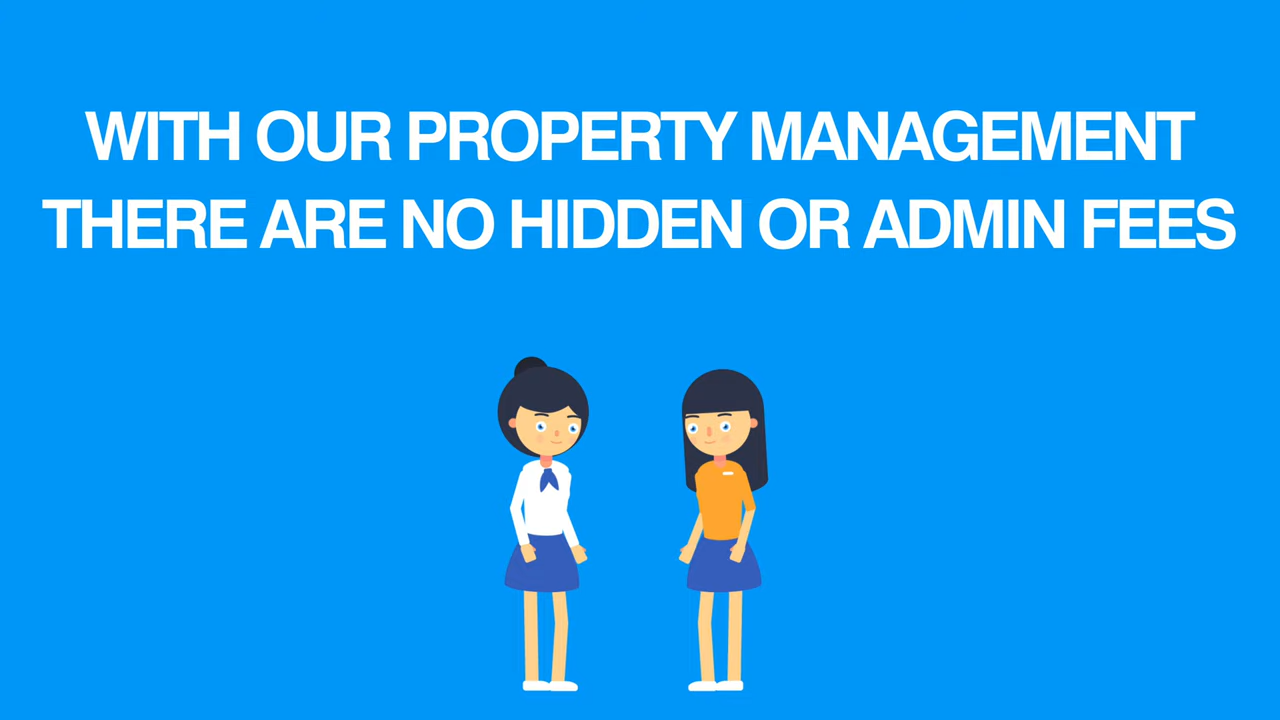 WITH OUR PROPERTY MANAGEMENT
THERE ARE NO HIDDEN OR ADMIN FEES